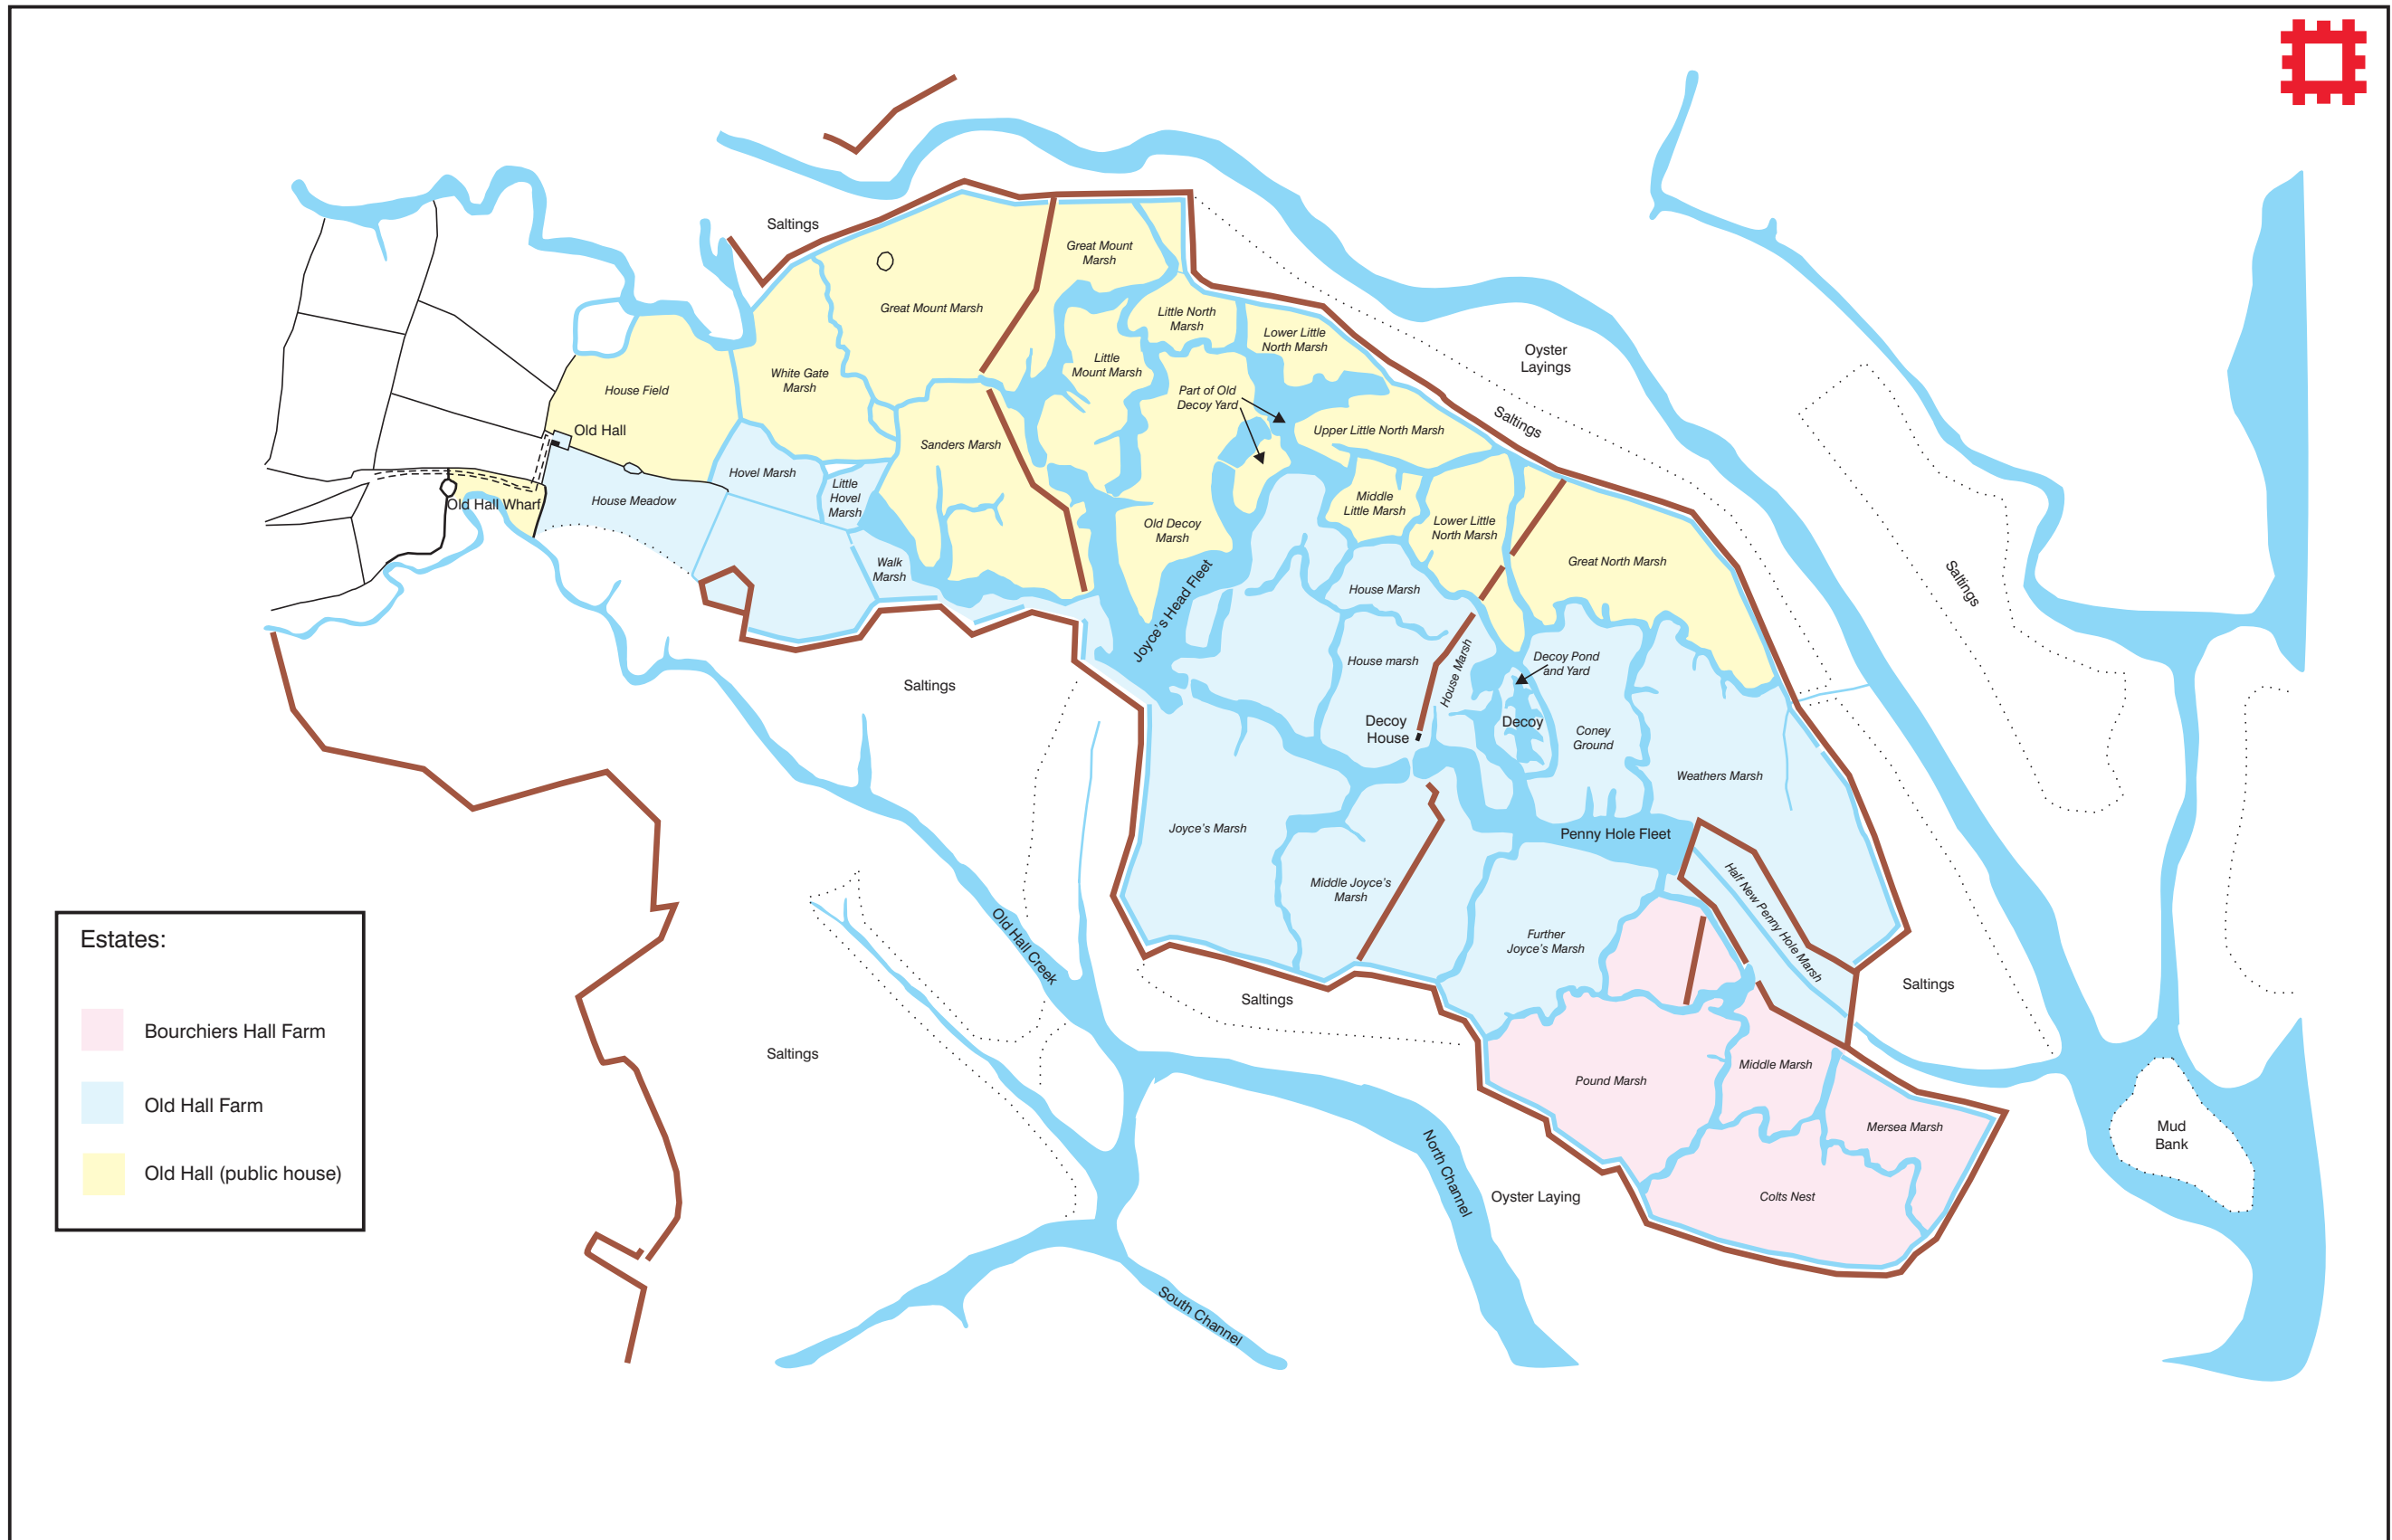 Saltings
Great Mount
Marsh
Great Mount Marsh
Little North
Marsh
Lower Little
North Marsh
Oyster
Layings
Little
Mount Marsh
White Gate
Marsh
House Field
Part of Old
Decoy Yard
Saltings
Old Hall
Sanders Marsh
Upper Little North Marsh
Hovel Marsh
Little
Hovel
Marsh
House Meadow
Old Hall Wharf
Middle
Little Marsh
Old Decoy
Marsh
Lower Little
North Marsh
Great North Marsh
Walk
Marsh
Saltings
House Marsh
Joyce's Head Fleet
House marsh
House Marsh
Decoy Pond
and Yard
Saltings
Decoy
House
Decoy
Coney
Ground
Weathers Marsh
Joyce's Marsh
Penny Hole Fleet
Middle Joyce's
Marsh
Half New Penny Hole Marsh
Further
Joyce's Marsh
Old Hall Creek
Saltings
Saltings
Saltings
Middle Marsh
Pound Marsh
Mersea Marsh
Mud
Bank
North Channel
Oyster Laying
Colts Nest
South Channel
Estates:
Bourchiers Hall Farm
Old Hall Farm
Old Hall (public house)